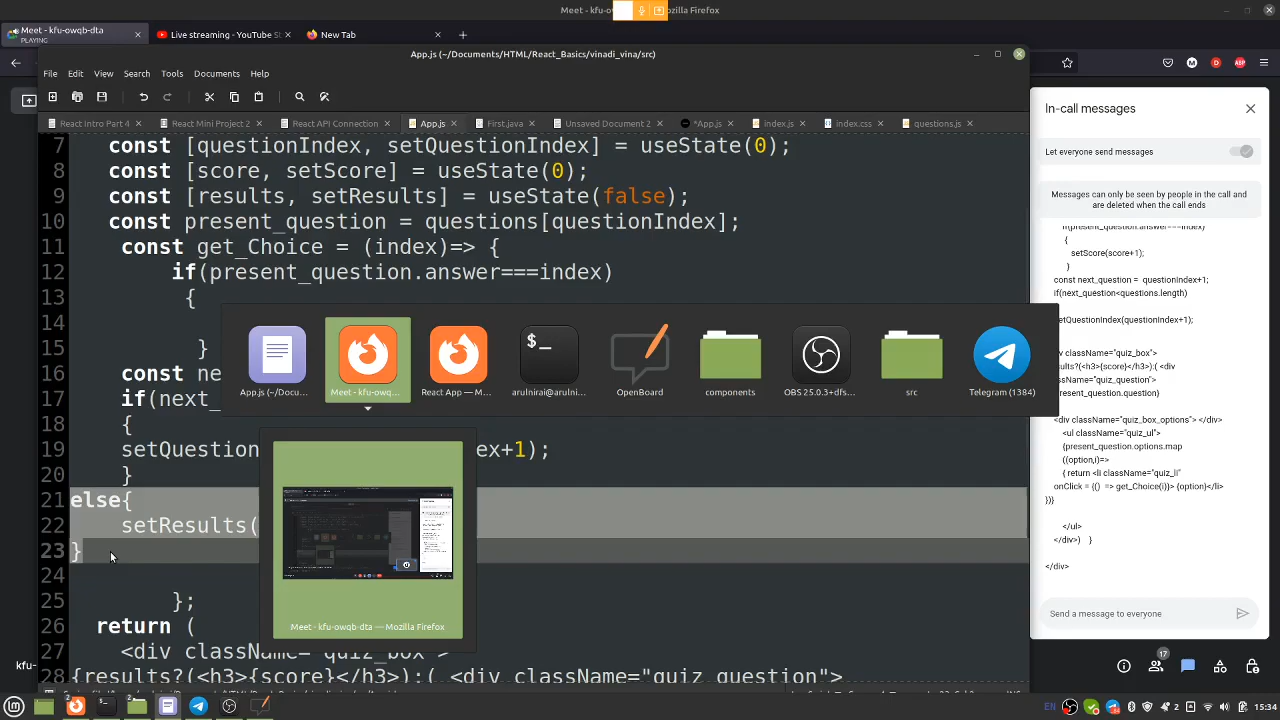 Meet - kfu-o
Mozilla Firefox
Meet - kfu-owqb-dta
PLAYING
Live streaming - YouTube S
New Tab
App.js (~/Documents/HTML/React_Basics/vinadi_vina/src)
File Edit View Search Tools Documents Help
React Intro Part 4
React Mini Project 2
React API Connection
App.js
First.java
Unsaved Document 2
*App.js
index.js
index.css
questions.js
7 const [questionIndex, setQuestionIndex] = useState(0);
8 const [score, setScore] = useState(0);
9 const [results, setResults] = useState(false);
10 const present_question = questions[questionIndex];
11 const get_Choice = (index)=> {
12 if(present_question.answer===index)
13 {
14
15 }
16 const ne
17 if(next_
18 {
19 setQuestion ex+1);
20 }
21 else{
22 setResults(
23 }
24
25 };
26 return (
27 <div className="quiz_box">
28 {results?(<h3>{score}</h3>):( <div className="quiz_question">
App.js (~/Docu...
Meet - kfu-owq...
React App — M...
arulnirai@arulni...
OpenBoard
components
OBS 25.0.3+dfs...
src
Telegram (1384)
Meet - kfu-owqb-dta — Mozilla Firefox
In-call messages
Let everyone send messages
Messages can only be seen by people in the call and
are deleted when the call ends
if(present_question.answer===index)
{
setScore(score+1);
}
const next_question = questionIndex+1;
if(next_question<questions.length)
etQuestionIndex(questionIndex+1);
v className="quiz_box">
sults?(<h3>{score}</h3>):( <div
ssName="quiz_question">
present_question.question}
<div className="quiz_box_options"> </div>
<ul className="quiz_ul">
{present_question.options.map
((option,i)=>
{ return <li className="quiz_li"
onClick = {() => get_Choice(i)}> {option}</li>
})}
</ul>
</div>) }
</div>
Send a message to everyone
17
kfu-
EN
15:34